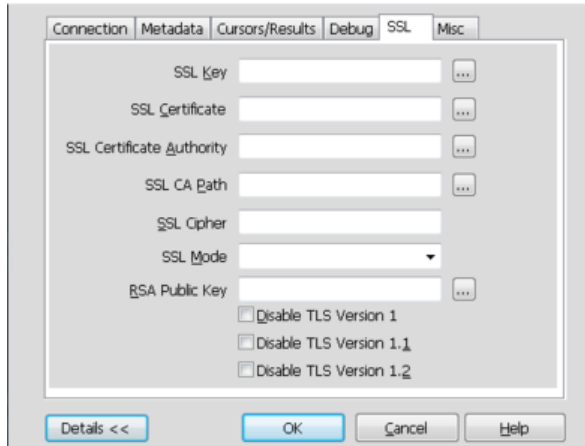 Connection Metadata Cursors/Results Debug SSL Misc
SSL Key ...
SSL Certificate ...
SSL Certificate Authority ...
SSL CA Path ...
SSL Cipher
SSL Mode
RSA Public Key ...
Disable TLS Version 1
Disable TLS Version 1.1
Disable TLS Version 1.2
Details << OK Cancel Help